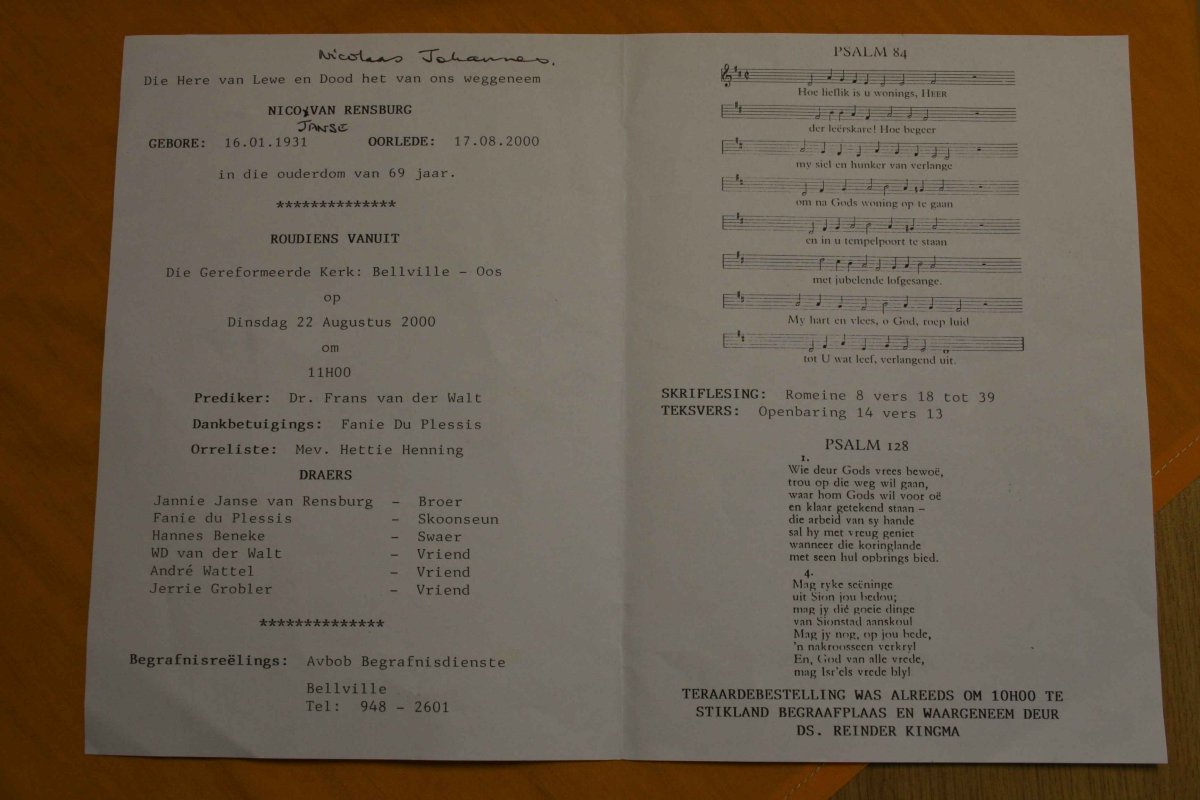 Nicolaas Johannes.
Die Here van Lewe en Dood het van ons weggeneem
NICO VAN RENSBURG
JANSE
GEBORE: 16.01.1931 OORLEDE: 17.08.2000
in die ouderdom van 69 jaar.
**************
ROUDIENS VANUIT
Die Gereformeerde Kerk: Bellville - Oos
op
Dinsdag 22 Augustus 2000
om
11H00
Prediker: Dr. Frans van der Walt
Dankbetuigings: Fanie Du Plessis
Orreliste: Mev. Hettie Henning
DRAERS
Jannie Janse van Rensburg - Broer
Fanie du Plessis - Skoonseun
Hannes Beneke - Swaer
WD van der Walt - Vriend
André Wattel - Vriend
Jerrie Grobler - Vriend
**************
Begrafnisreëlings: Avbob Begrafnisdienste
Bellville
Tel: 948 - 2601
PSALM 84
Hoe lieflik is u wonings, HEER
der leërskare! Hoe begeer
my siel en hunker van verlange
om na Gods woning op te gaan
en in u tempelpoort te staan
met jubelende lofgesange.
My hart en vlees, o God, roep luid
tot U wat leef, verlangend uit.
SKRIFLESING: Romeine 8 vers 18 tot 39
TEKSVERS: Openbaring 14 vers 13
PSALM 128
1.
Wie deur Gods vrees bewoë,
trou op die weg wil gaan,
waar hom Gods wil voor oë
en klaar getekend staan –
die arbeid van sy hande
sal hy met vreug geniet
wanneer die koringlande
met seën hul opbrings bied.
4.
Mag ryke seëninge
uit Sion jou bedou;
mag jy dié goeie dinge
van Sionstad aanskou!
Mag jy nog, op jou bede,
'n nakroosseën verkry!
En, God van alle vrede,
mag Isr'els vrede bly!
TERAARDEBESTELLING WAS ALREEDS OM 10H00 TE
STIKLAND BEGRAAFPLAAS EN WAARGENEEM DEUR
DS. REINDER KINGMA